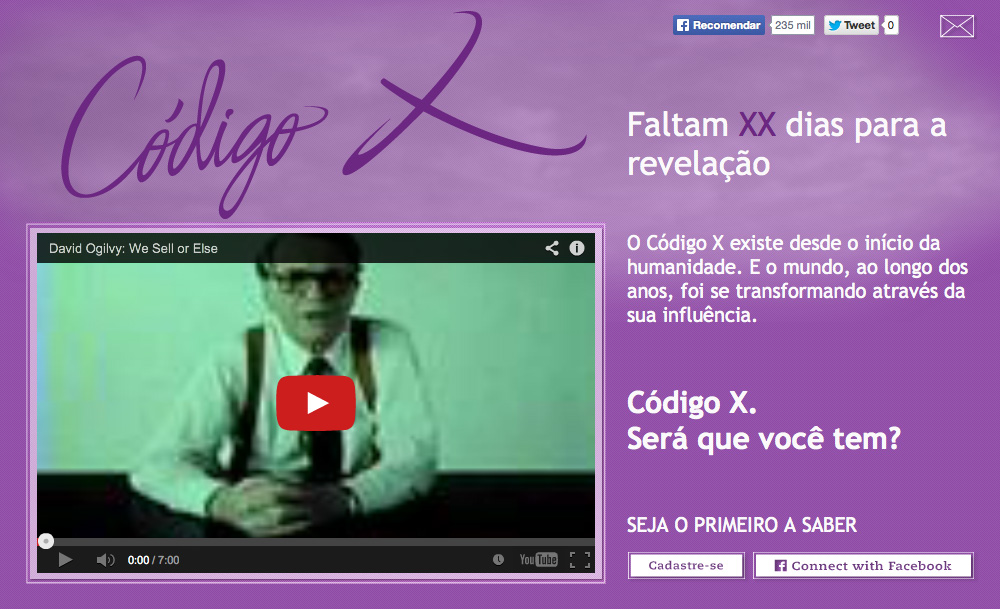 Recomendar 235 mil Tweet 0
Código X
Faltam XX dias para a
revelação
David Ogilvy: We Sell or Else
O Código X existe desde o início da
humanidade. E o mundo, ao longo dos
anos, foi se transformando através da
sua influência.
Código X.
Será que você tem?
SEJA O PRIMEIRO A SABER
0:00 / 7:00 YouTube
Cadastre-se Connect with Facebook